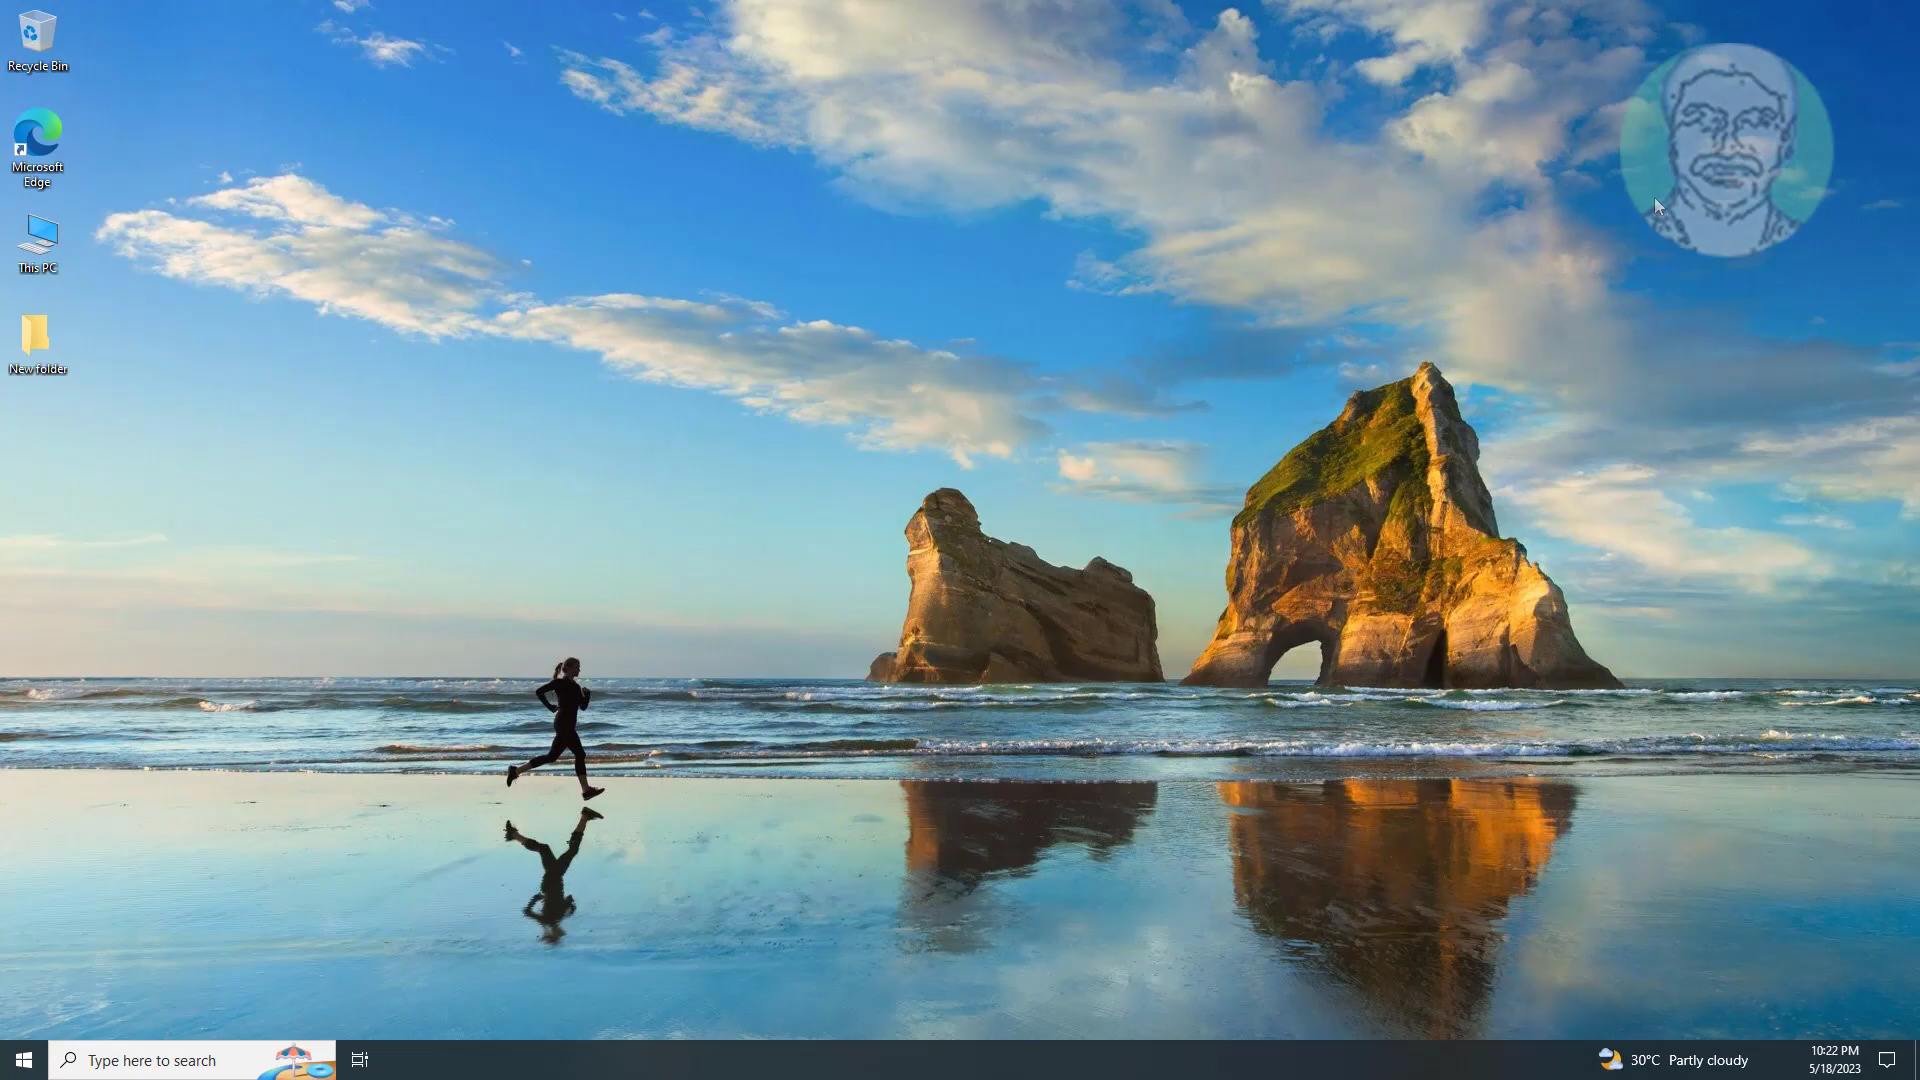 Recycle Bin
Microsoft
Edge
This PC
New folder
Type here to search
30°C Partly cloudy
10:22 PM
5/18/2023